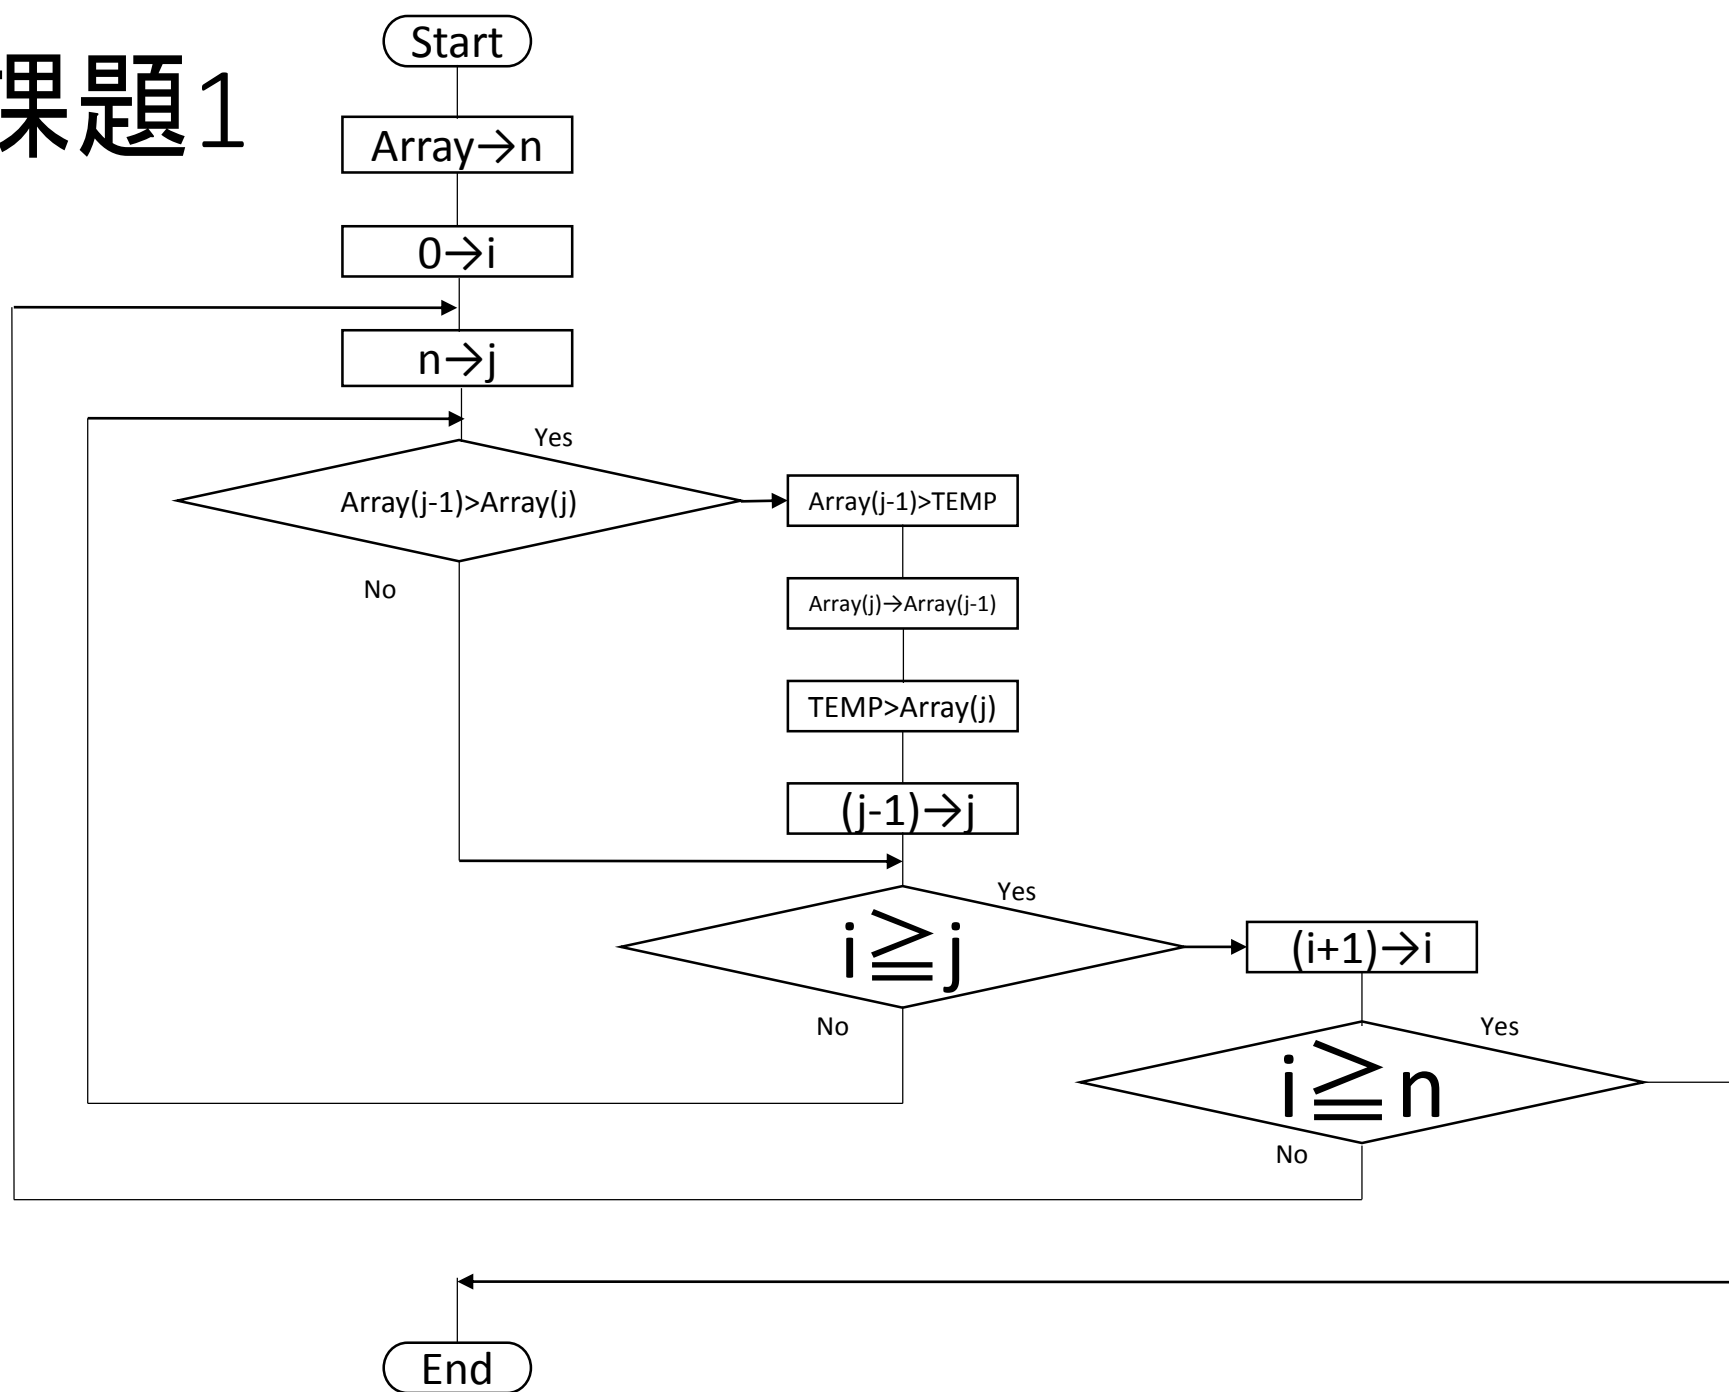 Start
課題1
Array→n
0→i
n→j
Yes
Array(j-1)>Array(j)
Array(j-1)>TEMP
No
Array(j)→Array(j-1)
TEMP>Array(j)
(j-1)→j
Yes
i≧j
(i+1)→i
No
Yes
i≧n
No
End